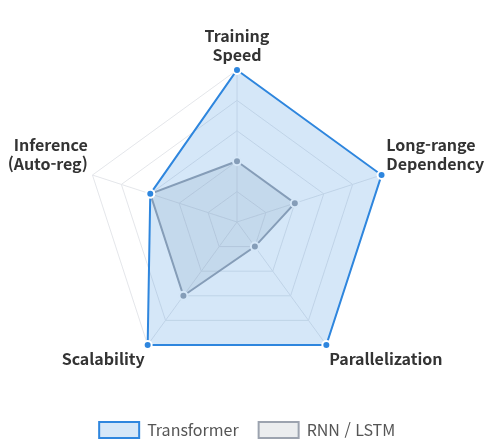 Training
Speed
Long-range
Dependency
Inference
(Auto-reg)
Scalability
Parallelization
Transformer
RNN / LSTM